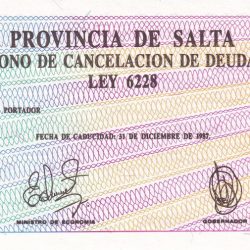 PROVINCIA DE SALTA
ONO DE CANCELACION DE DEUDA
LEY 6228
PORTADOR
FECHA DE CADUCIDAD: 31 DE DICIEMBRE DE 1987.
MINISTRO DE ECONOMIA
GOBERNADOR